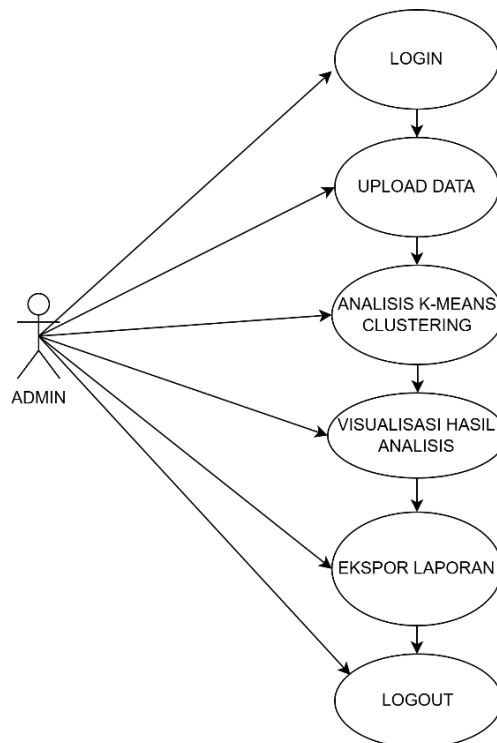 LOGIN
UPLOAD DATA
ANALISIS K-MEANS
CLUSTERING
ADMIN
VISUALISASI HASIL
ANALISIS
EKSPOR LAPORAN
LOGOUT